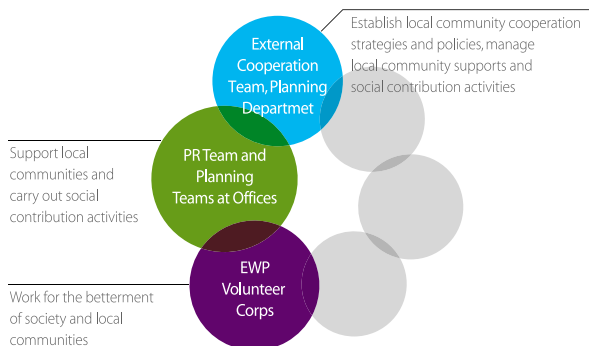 External
Cooperation
Team, Planning
Departmet
Establish local community cooperation
strategies and policies, manage
local community supports and
social contribution activities
PR Team and
Planning
Teams at Offices
Support local
communities and
carry out social
contribution activities
EWP
Volunteer
Corps
Work for the betterment
of society and local
communities